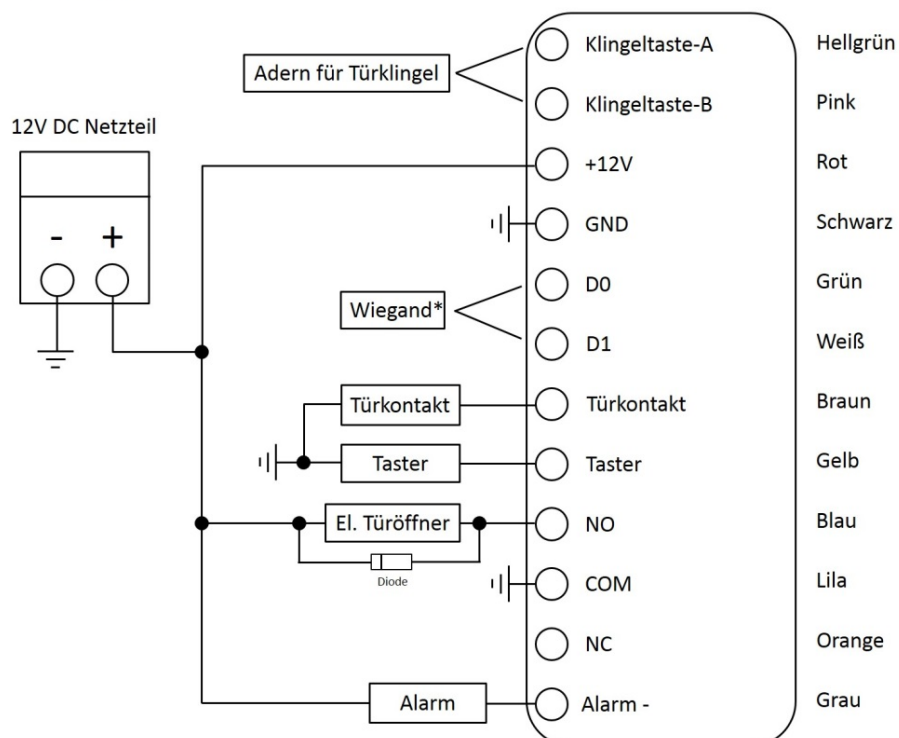 Klingeltaste-A Hellgrün
Adern für Türklingel
Klingeltaste-B Pink
12V DC Netzteil
+12V Rot
- +
GND Schwarz
D0 Grün
Wiegand*
D1 Weiß
Türkontakt Türkontakt Braun
Taster Taster Gelb
El. Türöffner NO Blau
Diode
COM Lila
NC Orange
Alarm Alarm - Grau